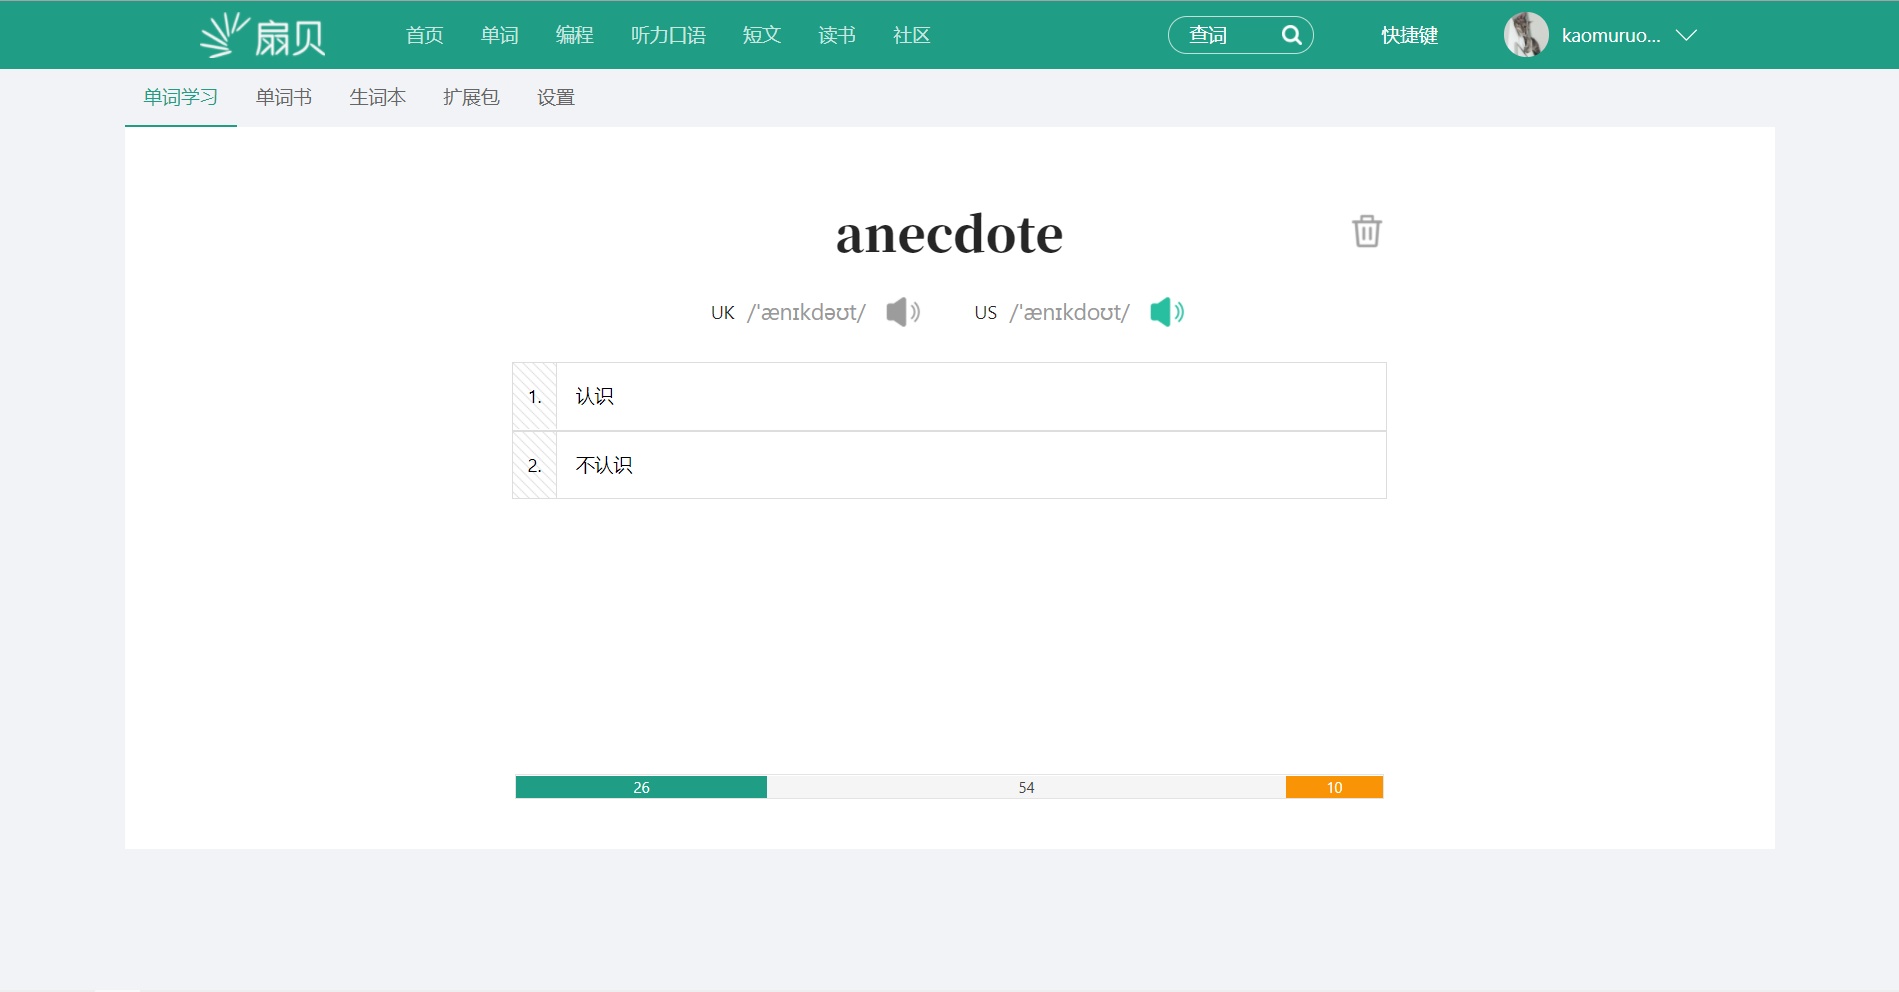 扇贝 首页 单词 编程 听力口语 短文 读书 社区 查词 快捷键 kaomuruo...
单词学习 单词书 生词本 扩展包 设置
anecdote
UK /'ænɪkdəʊt/ US /'ænɪkdoʊt/
1. 认识
2. 不认识
26 54 10